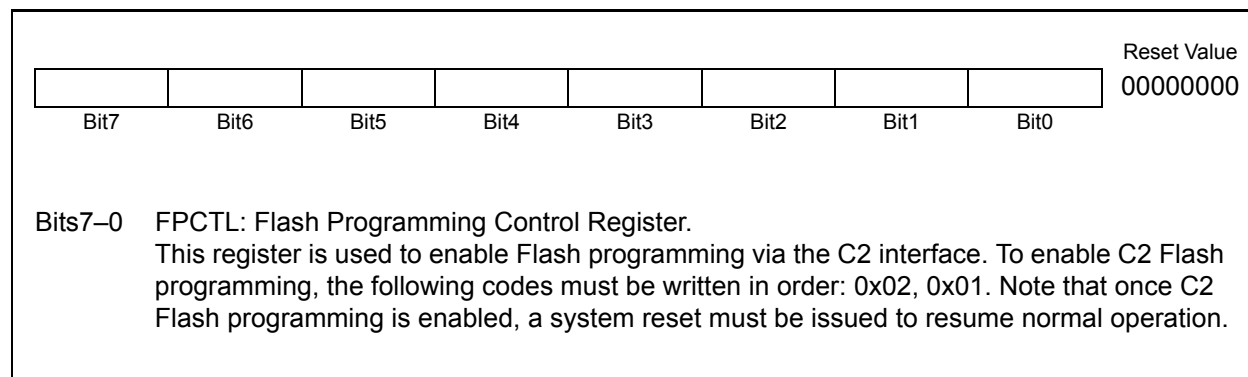 Reset Value
00000000
Bit7 Bit6 Bit5 Bit4 Bit3 Bit2 Bit1 Bit0
Bits7–0 FPCTL: Flash Programming Control Register.
This register is used to enable Flash programming via the C2 interface. To enable C2 Flash
programming, the following codes must be written in order: 0x02, 0x01. Note that once C2
Flash programming is enabled, a system reset must be issued to resume normal operation.